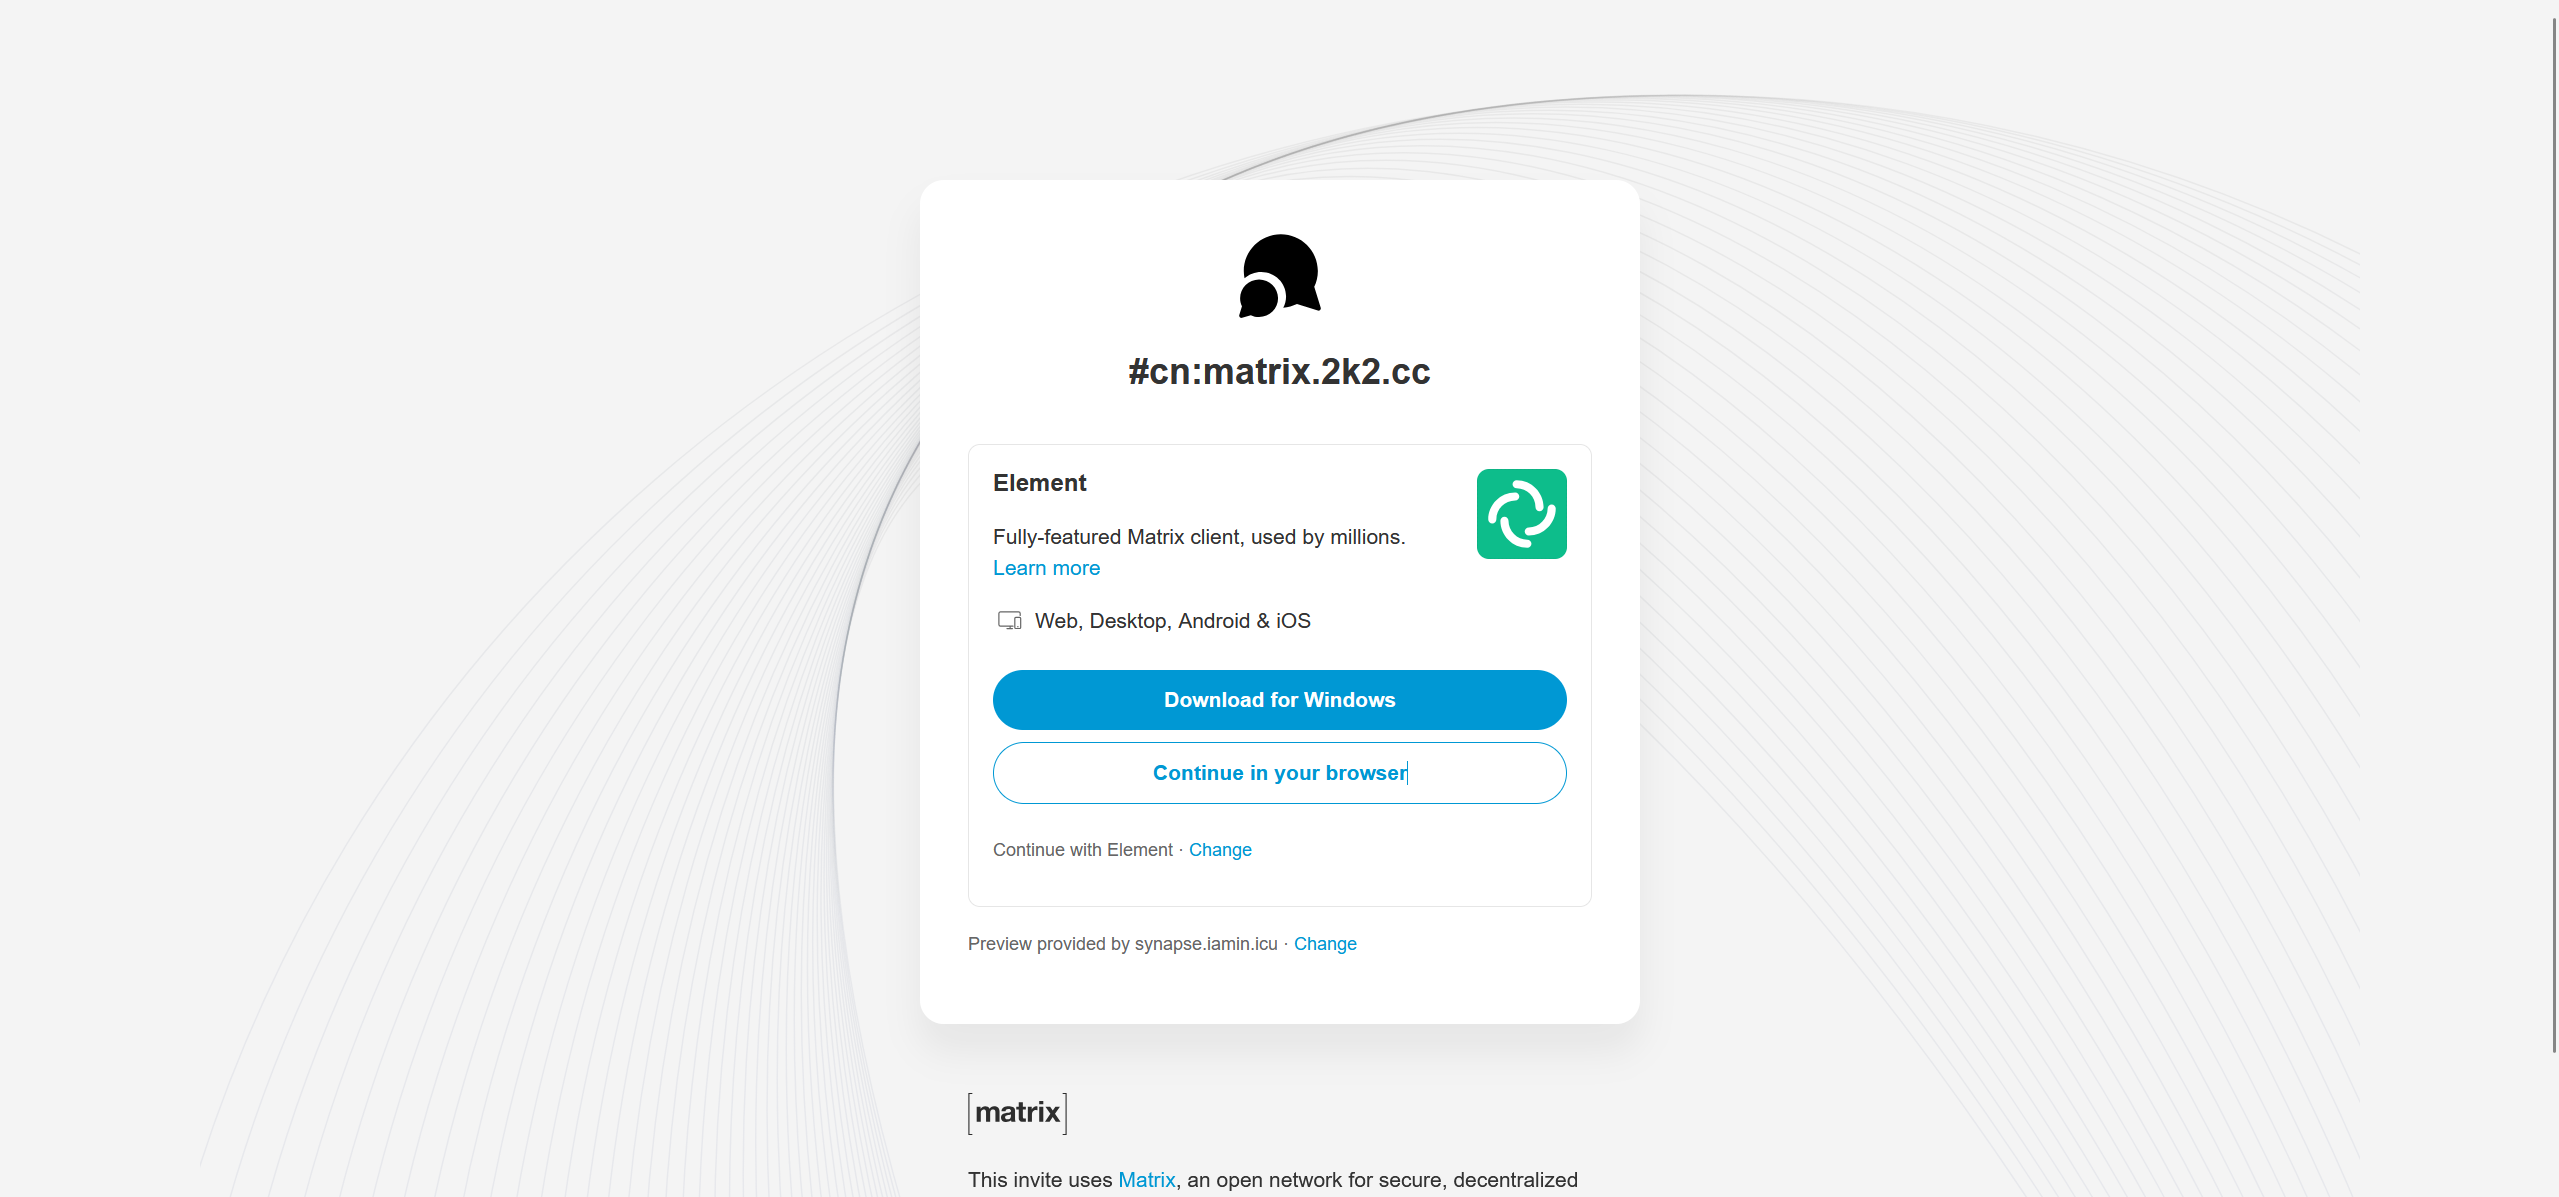 #cn:matrix.2k2.cc
Element
Fully-featured Matrix client, used by millions.
Learn more
Web, Desktop, Android & iOS
Download for Windows
Continue in your browser
Continue with Element · Change
Preview provided by synapse.iamin.icu · Change
[matrix]
This invite uses Matrix, an open network for secure, decentralized